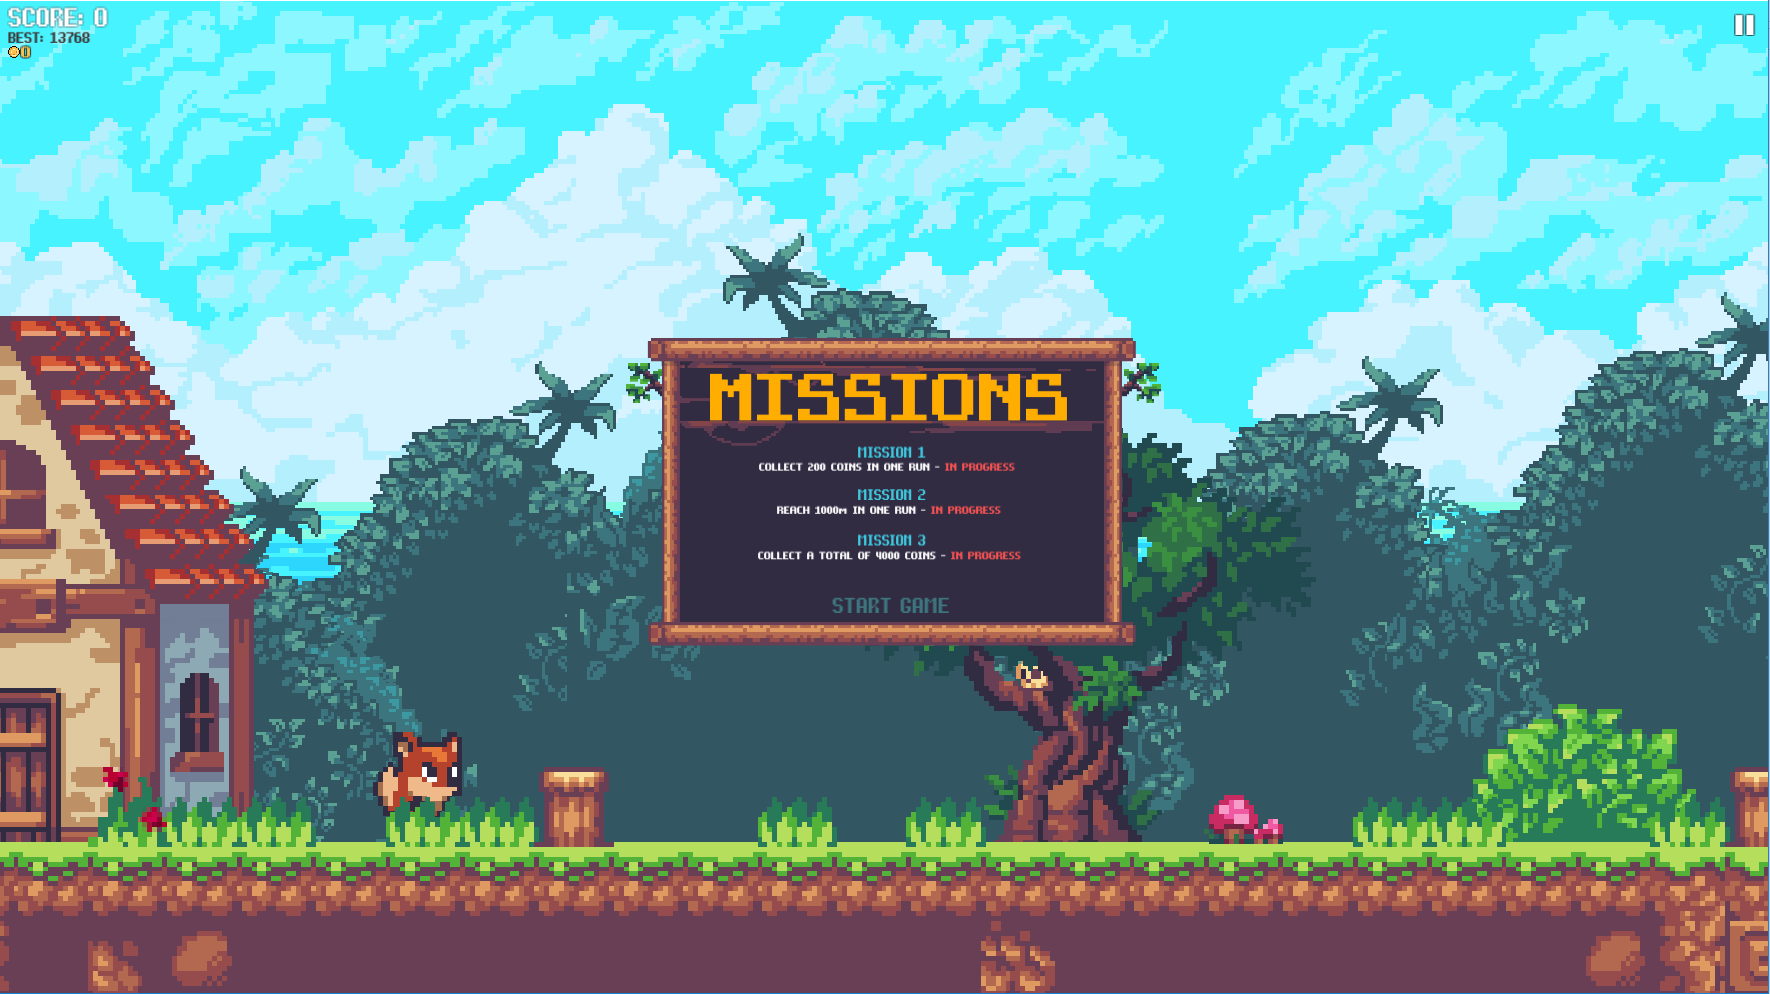 SCORE: 0
BEST: 13768
0
MISSIONS
MISSION 1
COLLECT 200 COINS IN ONE RUN - IN PROGRESS
MISSION 2
REACH 1000m IN ONE RUN - IN PROGRESS
MISSION 3
COLLECT A TOTAL OF 4000 COINS - IN PROGRESS
START GAME